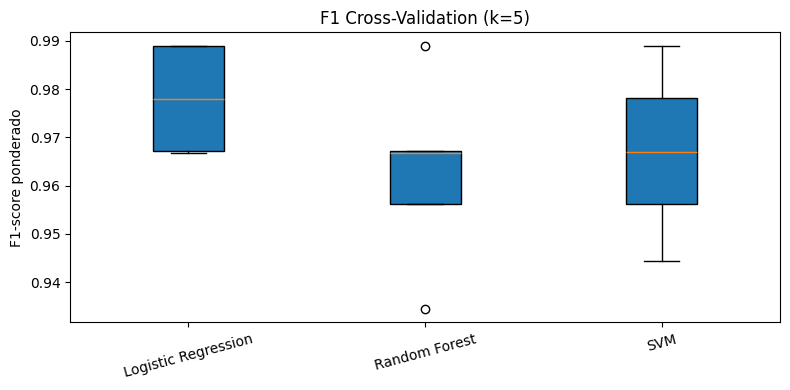 F1 Cross-Validation (k=5)
F1-score ponderado
0.99
0.98
0.97
0.96
0.95
0.94
Logistic Regression
Random Forest
SVM